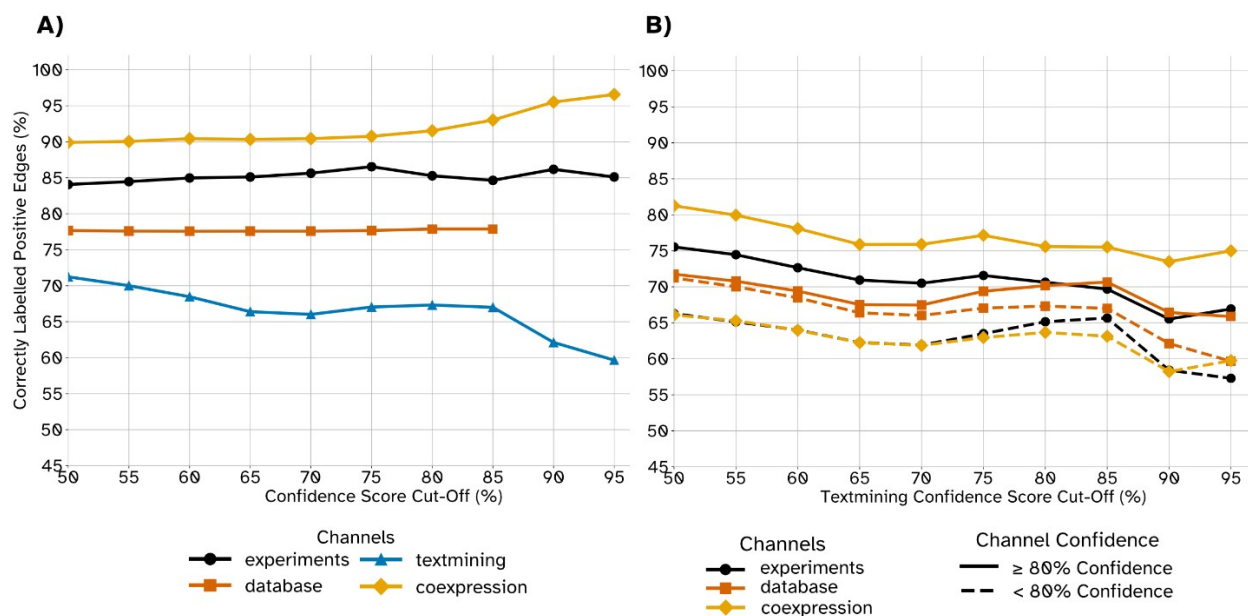 A)
B)
Correctly Labelled Positive Edges (%)
100
95
90
85
80
75
70
65
60
55
50
45
50 55 60 65 70 75 80 85 90 95
Confidence Score Cut-Off (%)
Channels
experiments
textmining
database
coexpression
100
95
90
85
80
75
70
65
60
55
50
45
50 55 60 65 70 75 80 85 90 95
Textmining Confidence Score Cut-Off (%)
Channels
experiments
database
coexpression
Channel Confidence
≥ 80% Confidence
< 80% Confidence